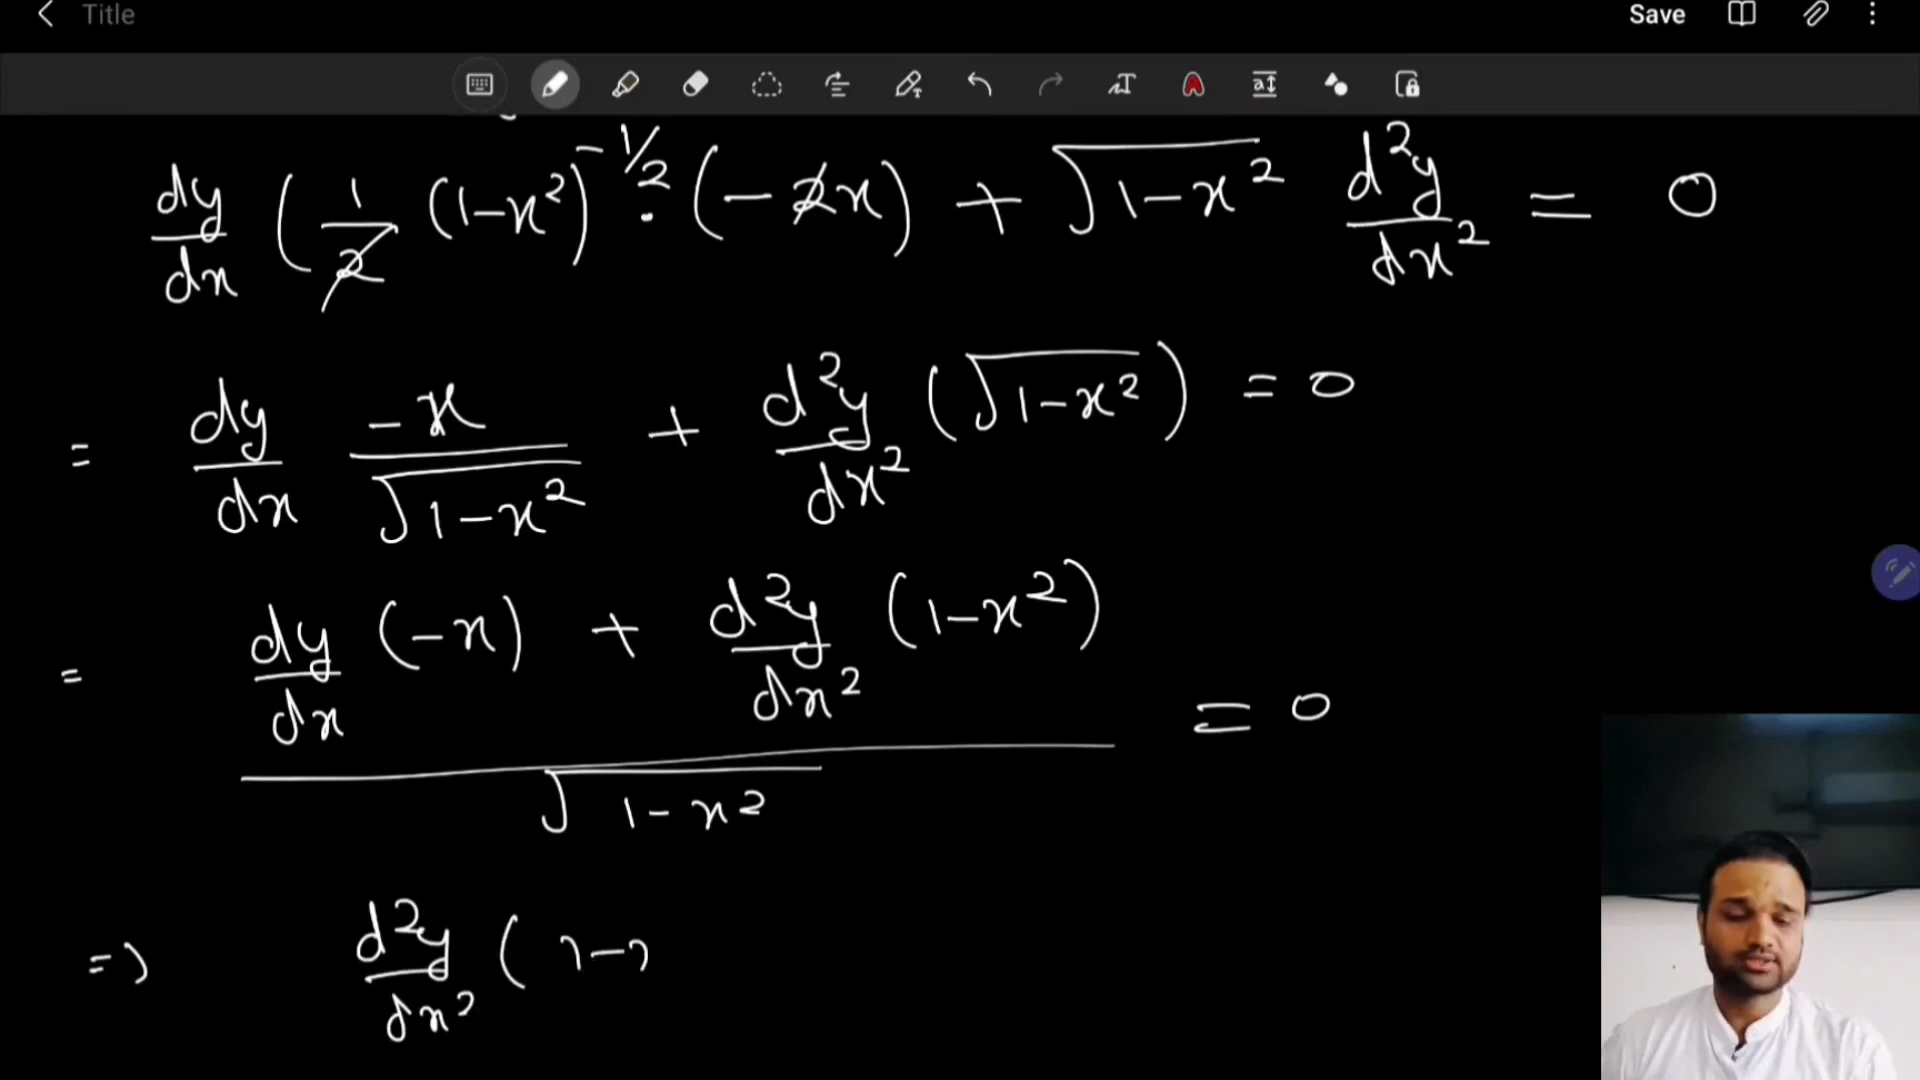 Title Save
dy/dx (1/2 (1-x²)^-1/2 . (-2x)) + √1-x² d²y/dx² = 0
= dy/dx -x/√1-x² + d²y/dx² (√1-x²) = 0
= dy/dx (-x) + d²y/dx² (1-x²) / √1-x² = 0
=> d²y/dx² (1-